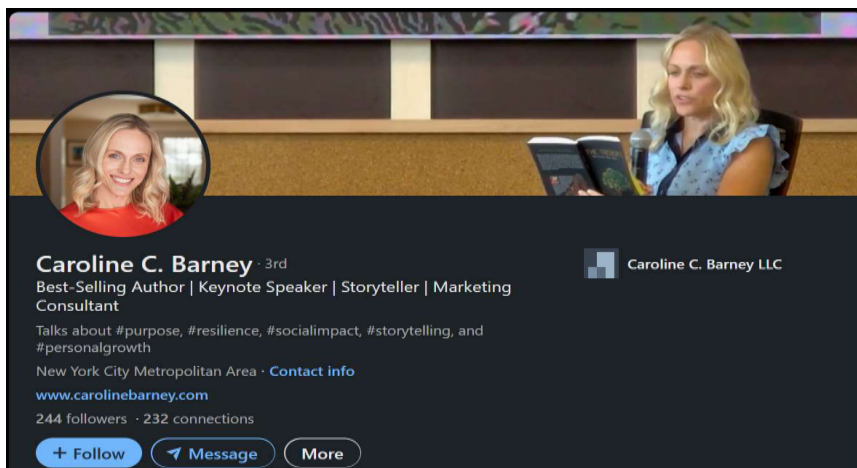 Caroline C. Barney · 3rd
Best-Selling Author | Keynote Speaker | Storyteller | Marketing
Consultant
Talks about #purpose, #resilience, #socialimpact, #storytelling, and
#personalgrowth
New York City Metropolitan Area · Contact info
www.carolinebarney.com
244 followers · 232 connections
+ Follow
Message
More
Caroline C. Barney LLC